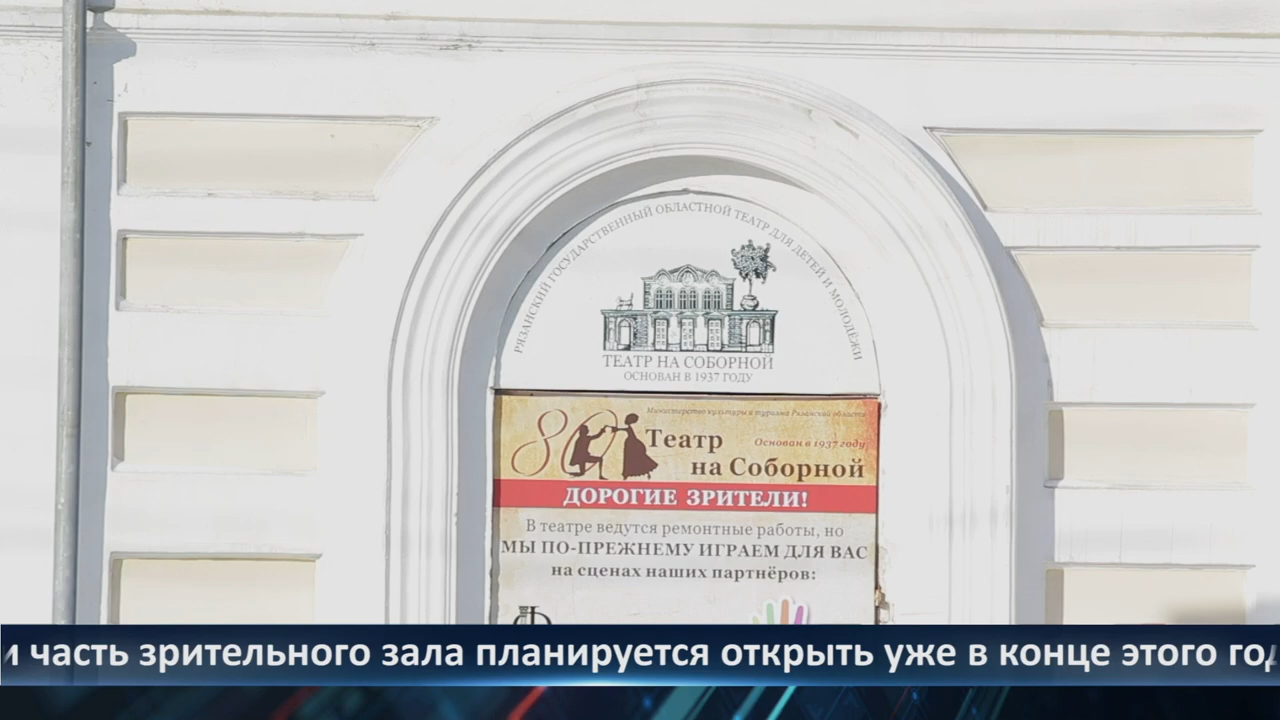 РЯЗАНСКИЙ ГОСУДАРСТВЕННЫЙ ОБЛАСТНОЙ ТЕАТР ДЛЯ ДЕТЕЙ И МОЛОДЁЖИ
ТЕАТР НА СОБОРНОЙ
ОСНОВАН В 1937 ГОДУ
Министерство культуры и туризма Рязанской области
80
Театр
Основан в 1937 году
на Соборной
ДОРОГИЕ ЗРИТЕЛИ!
В театре ведутся ремонтные работы, но
МЫ ПО-ПРЕЖНЕМУ ИГРАЕМ ДЛЯ ВАС
на сценах наших партнёров:
и часть зрительного зала планируется открыть уже в конце этого год